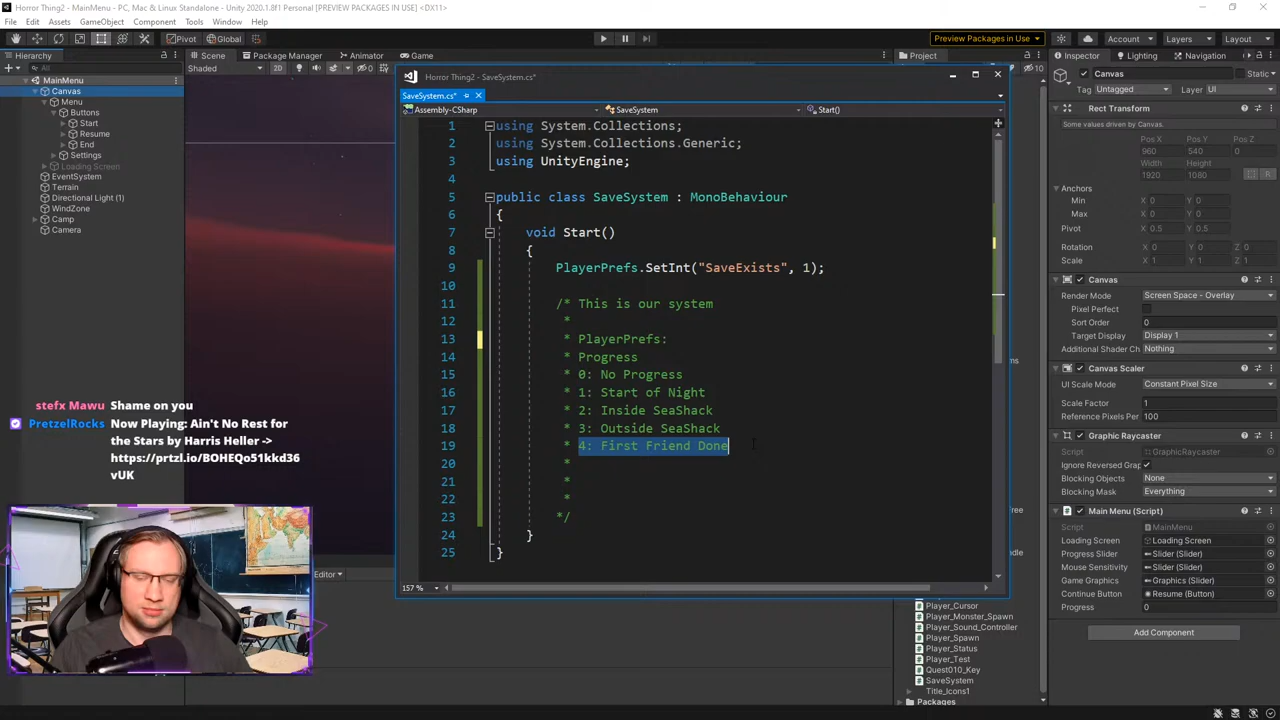 Horror Thing2 - MainMenu - PC, Mac & Linux Standalone - Unity 2020.1.8f1 Personal [PREVIEW PACKAGES IN USE] <DX11>
File Edit Assets GameObject Component Tools Window Help
Pivot Global Preview Packages in Use Account Layers Layout
Hierarchy Scene Package Manager Animator Game Project Inspector Lighting Navigation
All Shaded 2D 0 10
MainMenu
Canvas
Menu
Buttons
Start
Resume
End
Settings
Loading Screen
EventSystem
Terrain
Directional Light (1)
WindZone
Camp
Camera
Horror Thing2 - SaveSystem.cs*
SaveSystem.cs*
Assembly-CSharp SaveSystem Start()
1 using System.Collections;
2 using System.Collections.Generic;
3 using UnityEngine;
4
5 public class SaveSystem : MonoBehaviour
6 {
7 void Start()
8 {
9 PlayerPrefs.SetInt("SaveExists", 1);
10
11 /* This is our system
12 *
13 * PlayerPrefs:
14 * Progress
15 * 0: No Progress
16 * 1: Start of Night
17 * 2: Inside SeaShack
18 * 3: Outside SeaShack
19 * 4: First Friend Done
20 *
21 *
22 *
23 */
24 }
25 }
157 %
stefx Mawu Shame on you
PretzelRocks Now Playing: Ain't No Rest for
the Stars by Harris Heller ->
https://prtzl.io/BOHEQo51kkd36
vUK
Editor
Player_Cursor
Player_Monster_Spawn
Player_Sound_Controller
Player_Spawn
Player_Status
Player_Test
Quest010_Key
SaveSystem
Title_Icons1
Packages
Canvas Static
Tag Untagged Layer UI
Rect Transform
Some values driven by Canvas.
Pos X Pos Y Pos Z
960 540 0
Width Height
1920 1080 R
Anchors
Min X 0 Y 0
Max X 0 Y 0
Pivot X 0.5 Y 0.5
Rotation X 0 Y 0 Z 0
Scale X 1 Y 1 Z 1
Canvas
Render Mode Screen Space - Overlay
Pixel Perfect
Sort Order 0
Target Display Display 1
Additional Shader Ch Nothing
Canvas Scaler
UI Scale Mode Constant Pixel Size
Scale Factor 1
Reference Pixels Per 100
Graphic Raycaster
Script GraphicRaycaster
Ignore Reversed Grap
Blocking Objects None
Blocking Mask Everything
Main Menu (Script)
Script MainMenu
Loading Screen Loading Screen
Progress Slider Slider (Slider)
Mouse Sensitivity Slider (Slider)
Game Graphics Graphics (Slider)
Continue Button Resume (Button)
Progress 0
Add Component